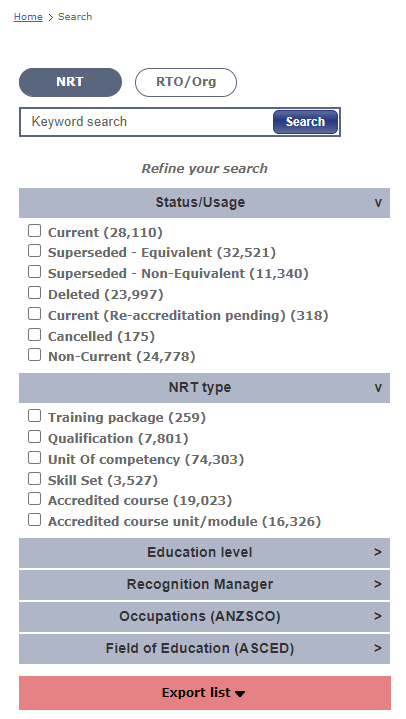 Home > Search
NRT
RTO/Org
Keyword search
Search
Refine your search
Status/Usage v
Current (28,110)
Superseded - Equivalent (32,521)
Superseded - Non-Equivalent (11,340)
Deleted (23,997)
Current (Re-accreditation pending) (318)
Cancelled (175)
Non-Current (24,778)
NRT type v
Training package (259)
Qualification (7,801)
Unit Of competency (74,303)
Skill Set (3,527)
Accredited course (19,023)
Accredited course unit/module (16,326)
Education level >
Recognition Manager >
Occupations (ANZSCO) >
Field of Education (ASCED) >
Export list